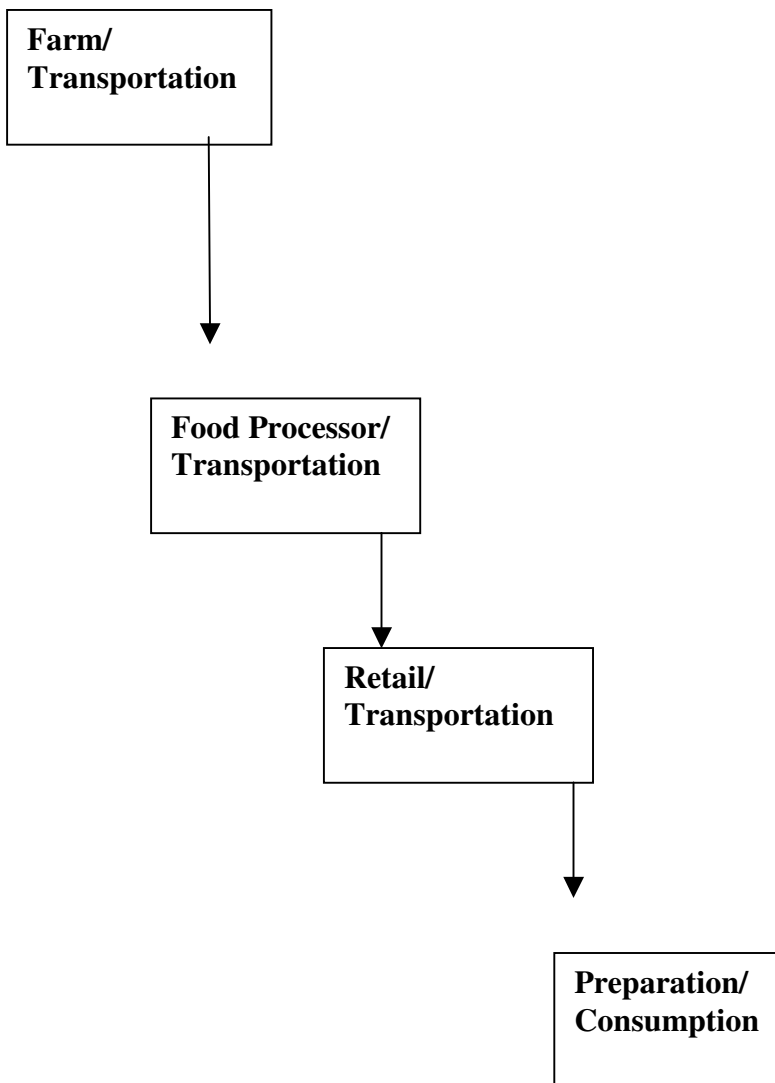 Farm/
Transportation
Food Processor/
Transportation
Retail/
Transportation
Preparation/
Consumption